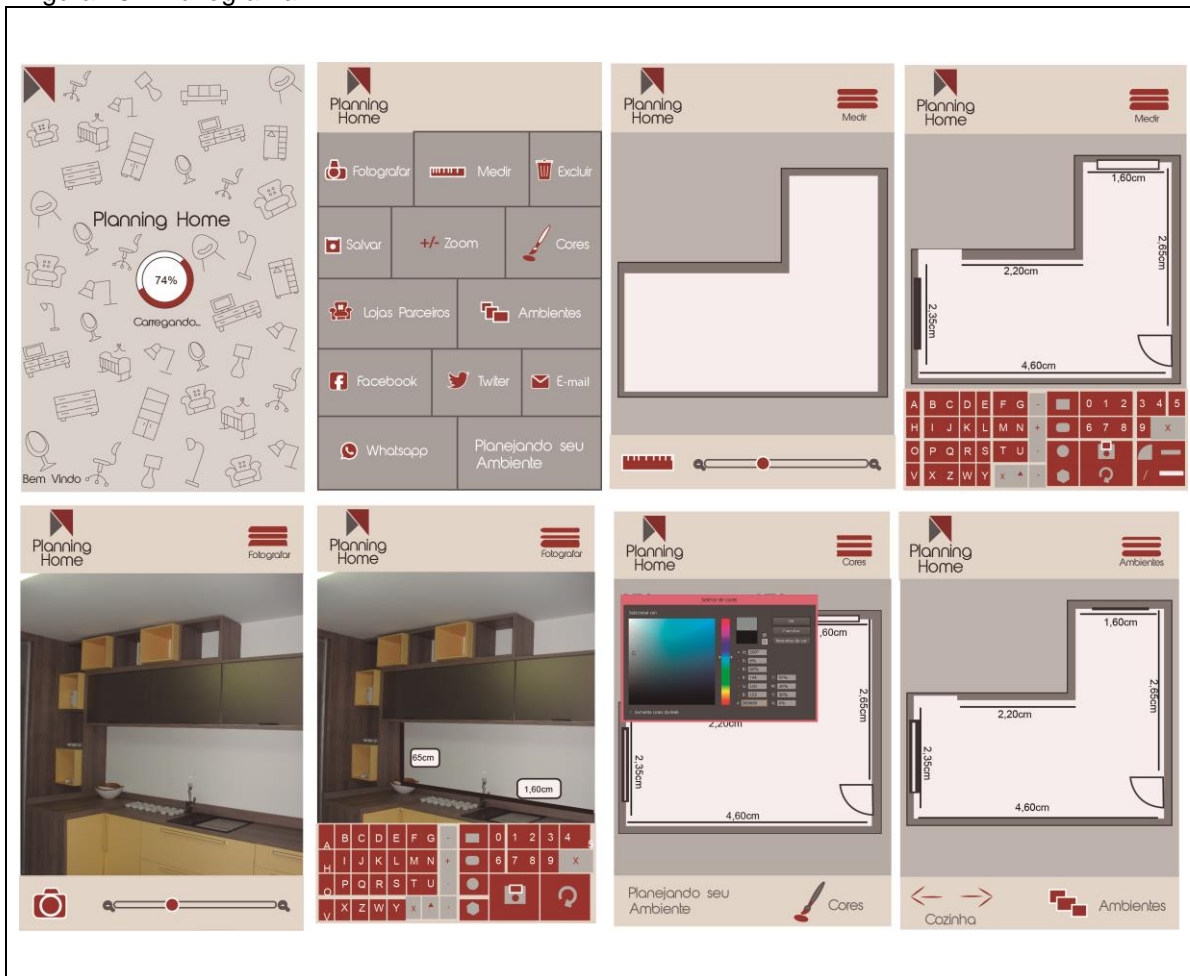 Planning Home
74%
Carregando...
Bem Vindo
Planning
Home
Fotografar
Medir
Excluir
Salvar
+/- Zoom
Cores
Lojas Parceiros
Ambientes
Facebook
Twiter
E-mail
Whatsapp
Planejando seu
Ambiente
Planning
Home
Medir
Planning
Home
Medir
1,60cm
2,65cm
2,20cm
2,35cm
4,60cm
A B C D E F G - 0 1 2 3 4 5
H I J K L M N + 6 7 8 9 X
O P Q R S T U
V X Z W Y x
Planning
Home
Fotografar
Planning
Home
Fotografar
65cm
1,60cm
A B C D E F G - 0 1 2 3 4 5
H I J K L M N + 6 7 8 9 X
O P Q R S T U
V X Z W Y x
Planning
Home
Cores
,60cm
2,65cm
2,20cm
2,35cm
4,60cm
Planejando seu
Ambiente
Cores
Planning
Home
Ambientes
1,60cm
2,65cm
2,20cm
2,35cm
4,60cm
Cozinha
Ambientes